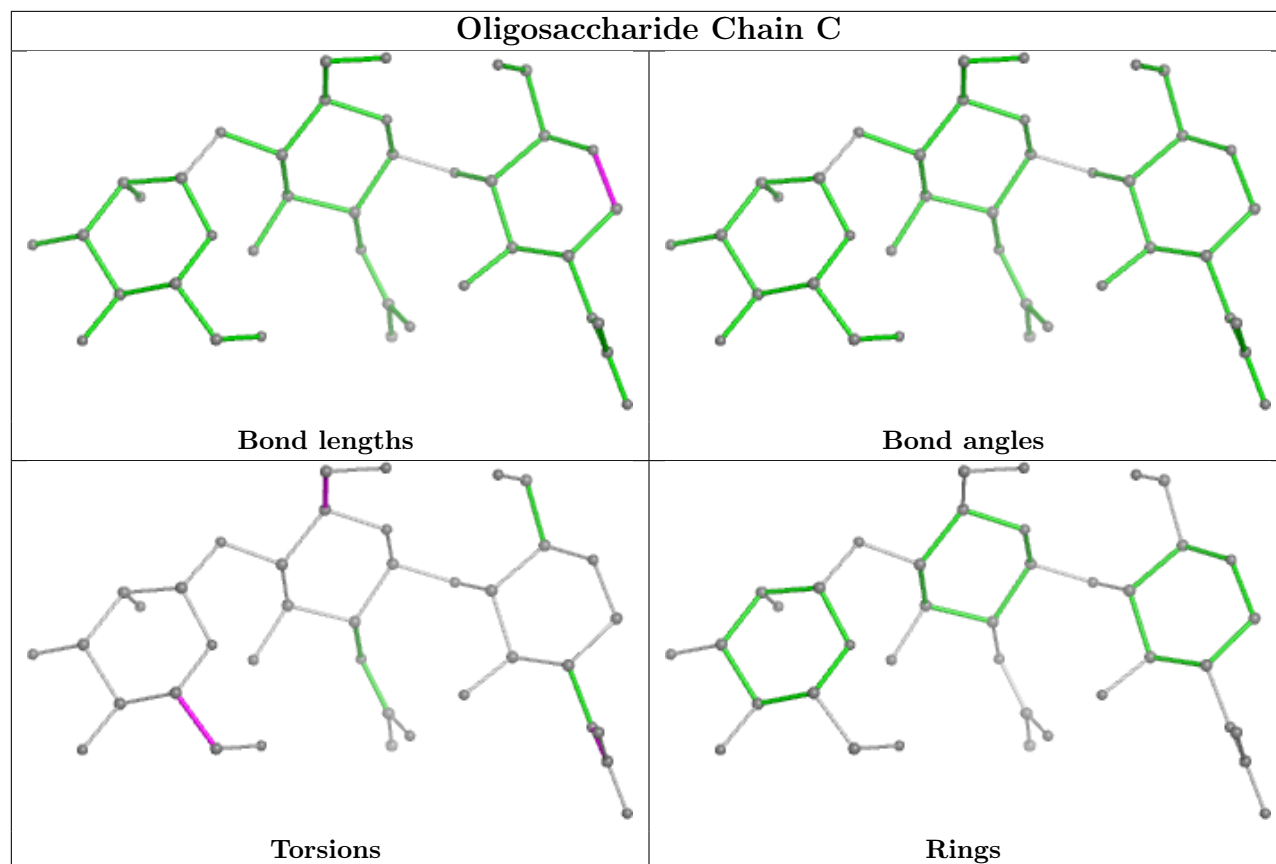 Oligosaccharide Chain C
Bond lengths
Bond angles
Torsions
Rings